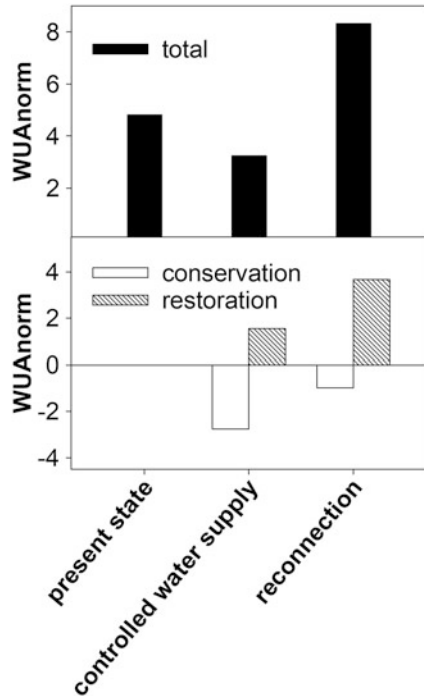 WUAnorm
8
6
4
2
total
WUAnorm
4
2
0
-2
-4
conservation
restoration
present state
controlled water supply
reconnection